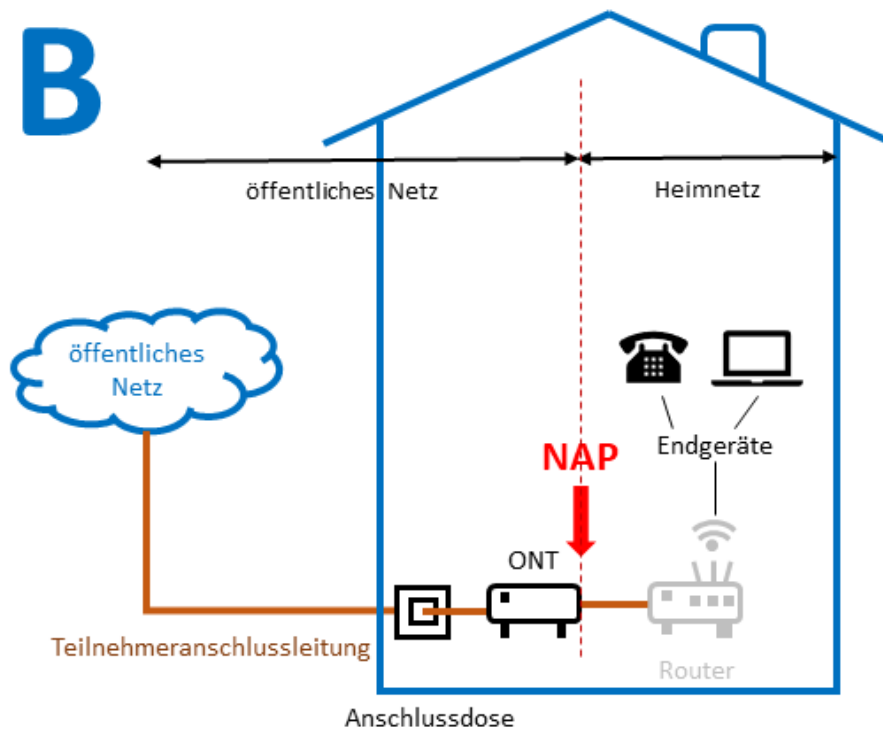 B
öffentliches Netz
Heimnetz
öffentliches
Netz
Endgeräte
NAP
ONT
Teilnehmeranschlussleitung
Router
Anschlussdose